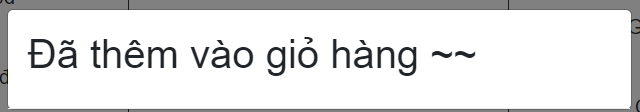 Đã thêm vào giỏ hàng ~~